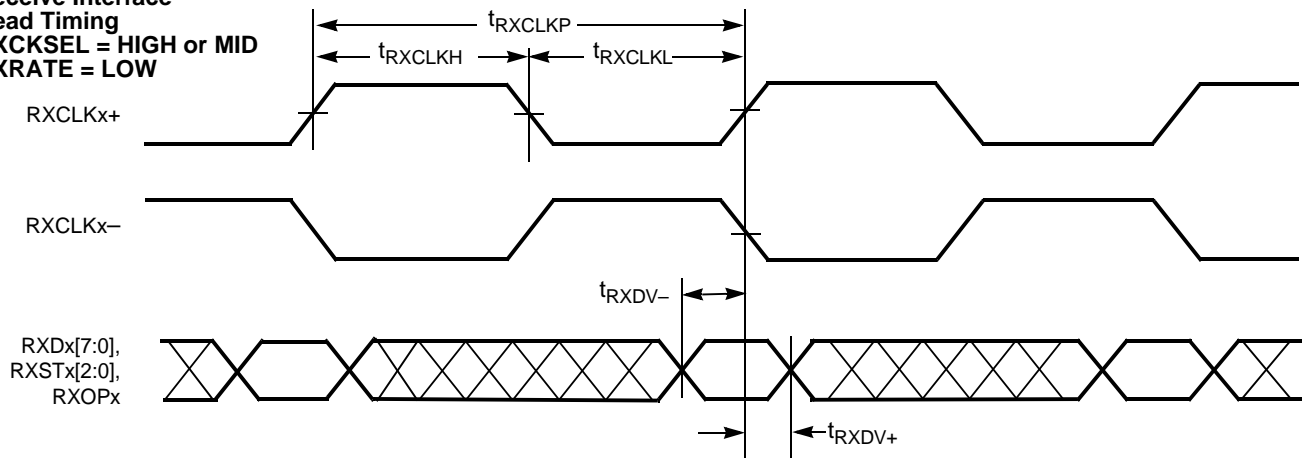 ead Timing
XCKSEL = HIGH or MID
XRATE = LOW
tRXCLKP
tRXCLKH
tRXCLKL
RXCLKx+
RXCLKx–
tRXDV–
RXDx[7:0],
RXSTx[2:0],
RXOPx
tRXDV+